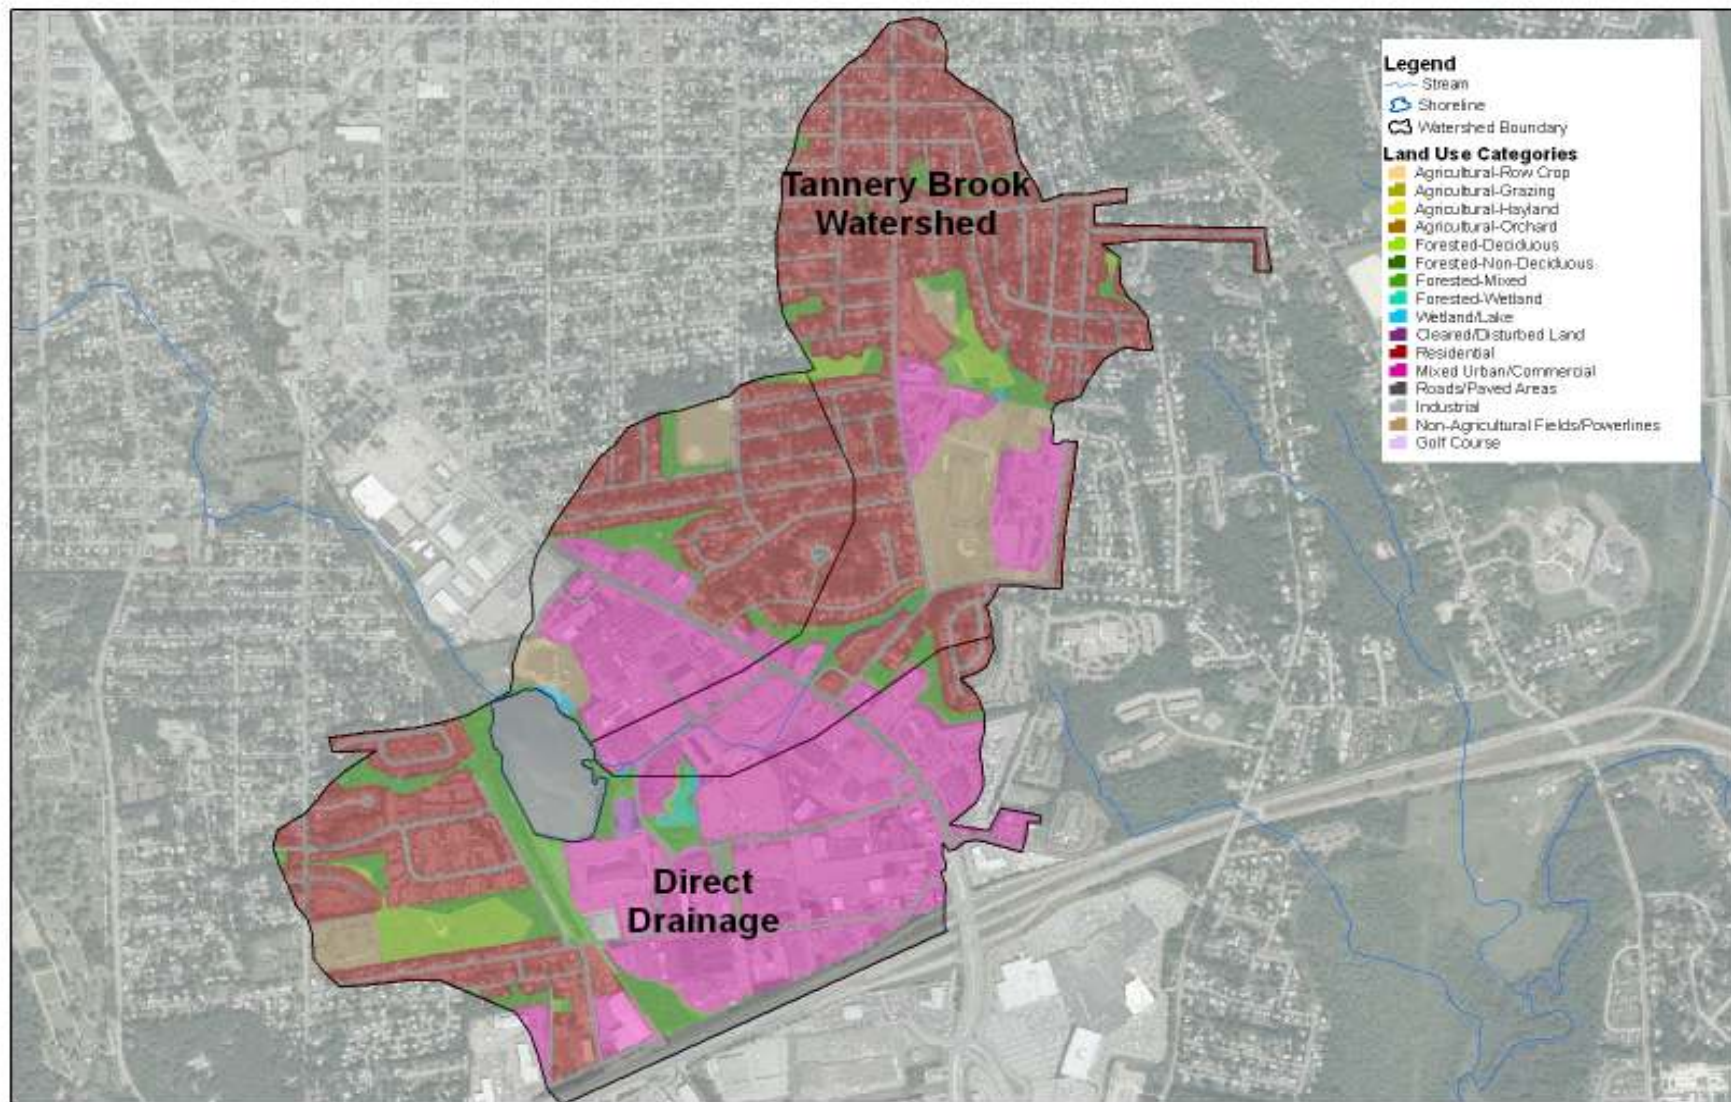 Legend
Stream
Shoreline
Watershed Boundary
Land Use Categories
Agricultural-Row Crop
Agricultural-Grazing
Agricultural-Hayland
Agricultural-Orchard
Forested-Deciduous
Forested-Non-Deciduous
Forested-Mixed
Forested-Wetland
Wetland/Lake
Cleared/Disturbed Land
Residential
Mixed Urban/Commercial
Roads/Paved Areas
Industrial
Non-Agricultural Fields/Powerlines
Golf Course
Tannery Brook
Watershed
Direct
Drainage